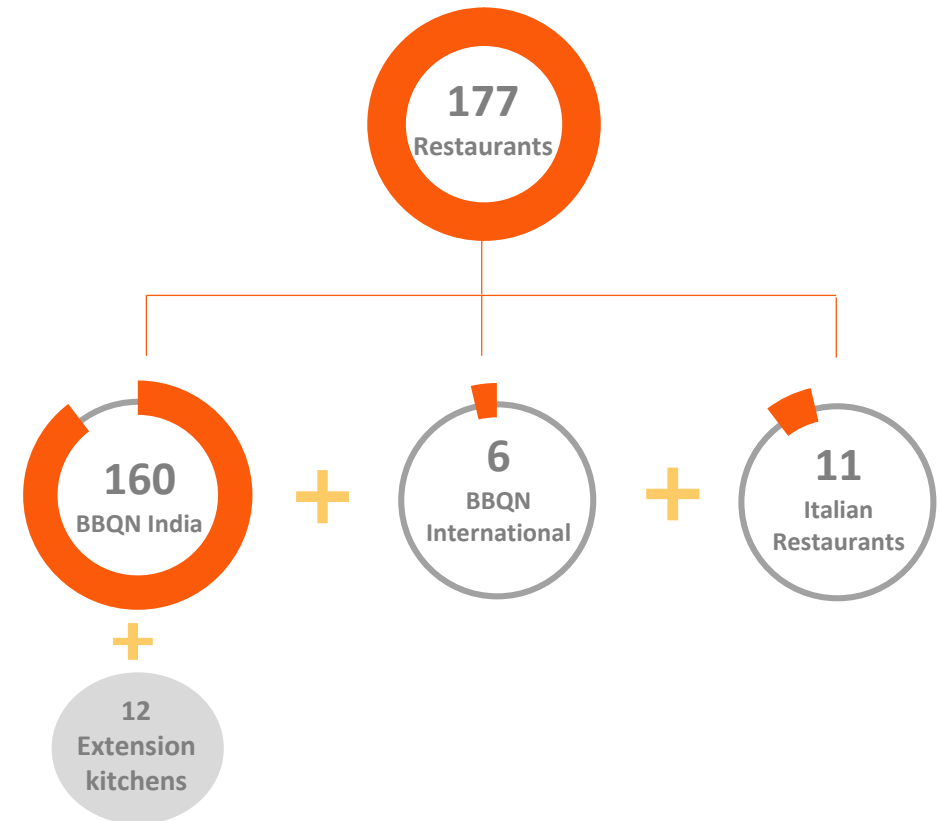 177
Restaurants
160
BBQN India
6
BBQN
International
11
Italian
Restaurants
12
Extension
kitchens